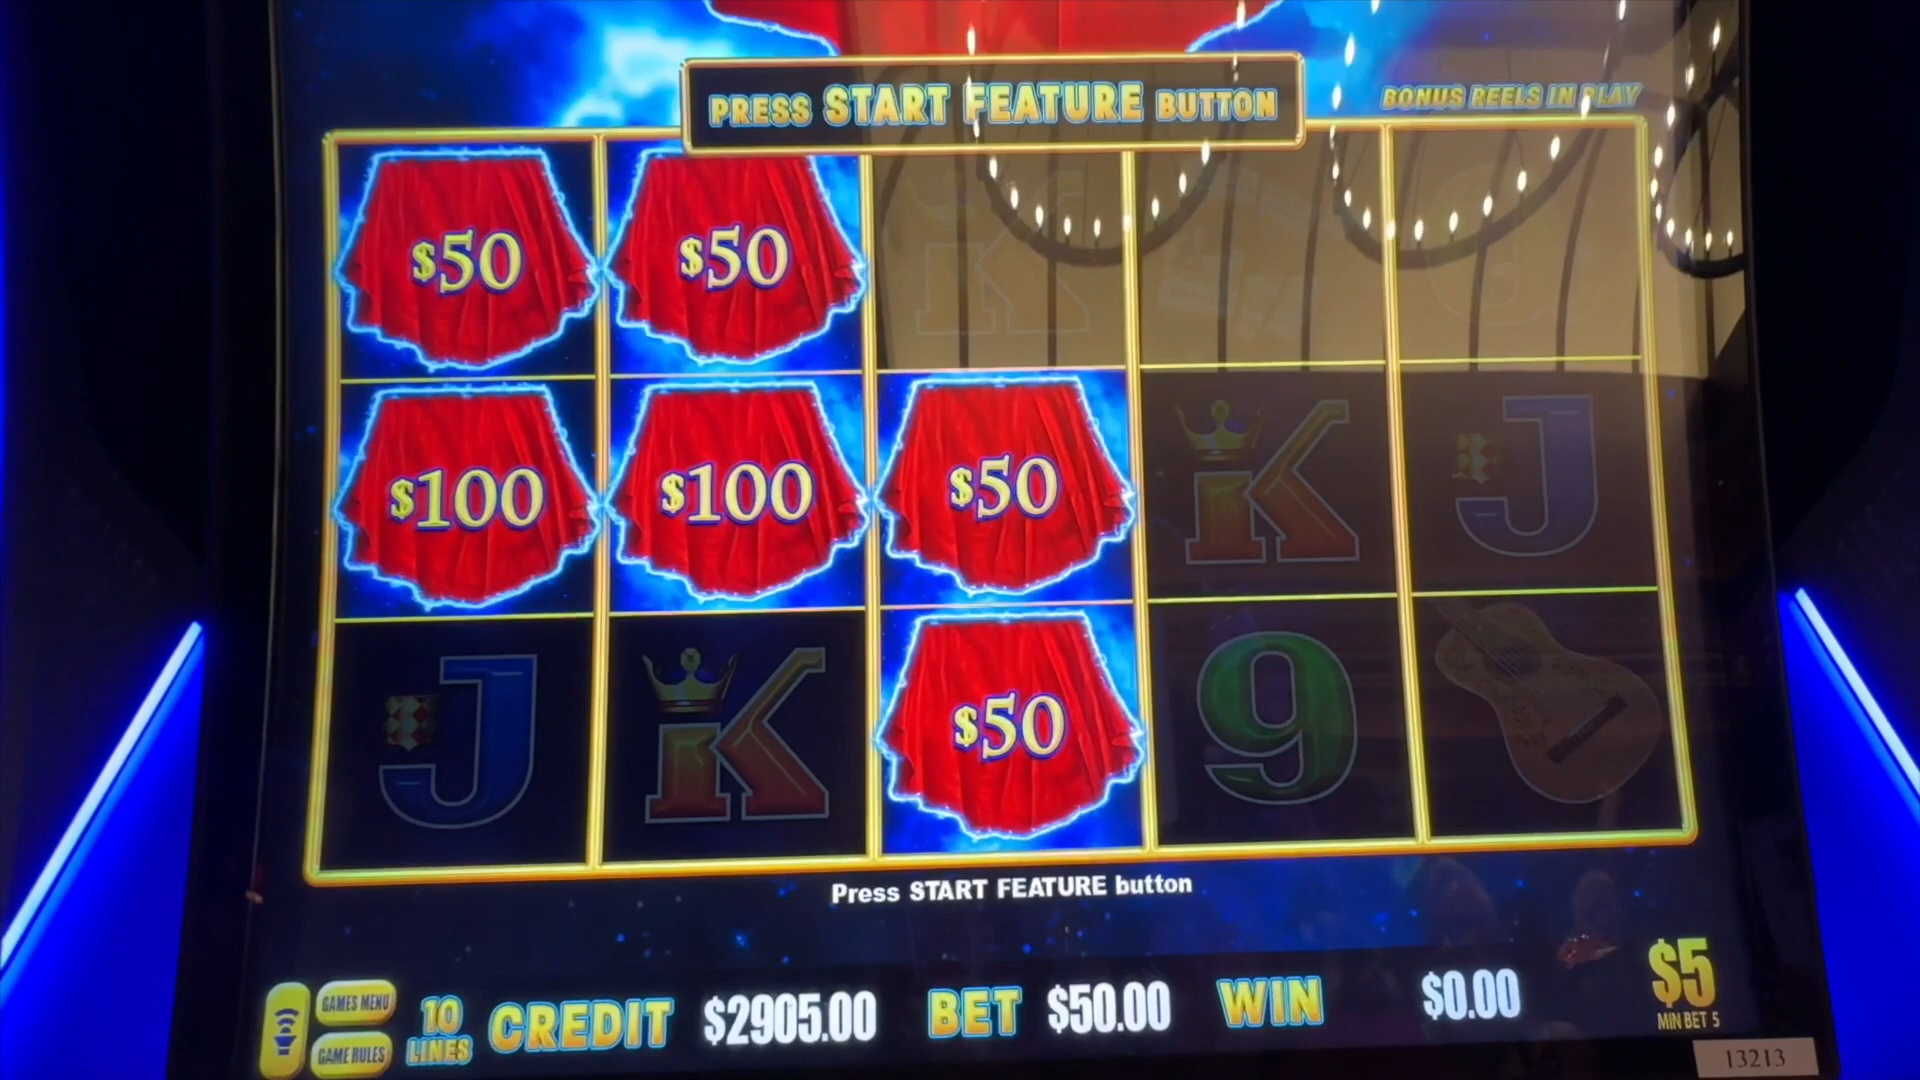 PRESS START FEATURE BUTTON
BONUS REELS IN PLAY
$50 $50 K
$100 $100 $50 K J
J K $50 9
Press START FEATURE button
GAMES MENU
GAME RULES
10 LINES
CREDIT $2905.00 BET $50.00 WIN $0.00
$5
MIN BET 5
13213